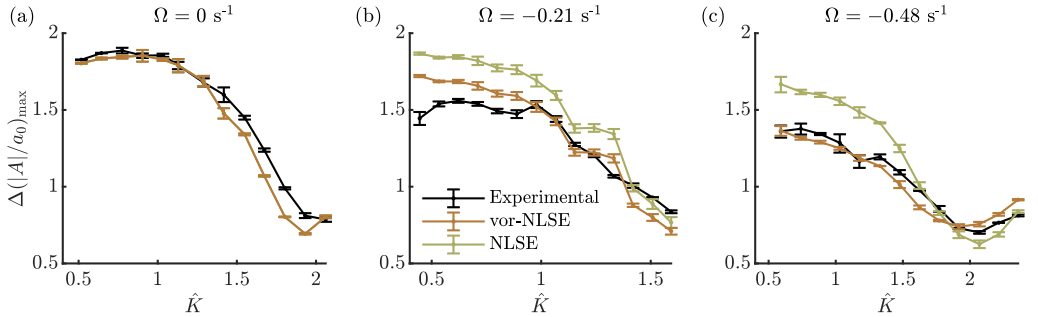 (a) Ω = 0 s⁻¹
(b) Ω = −0.21 s⁻¹
(c) Ω = −0.48 s⁻¹
Δ(|A|/a₀)max
2
1.5
1
0.5
0.5 1 1.5 2
K̂
2
1.5
1
0.5
Experimental
vor-NLSE
NLSE
0.5 1 1.5
K̂
2
1.5
1
0.5
0.5 1 1.5 2
K̂